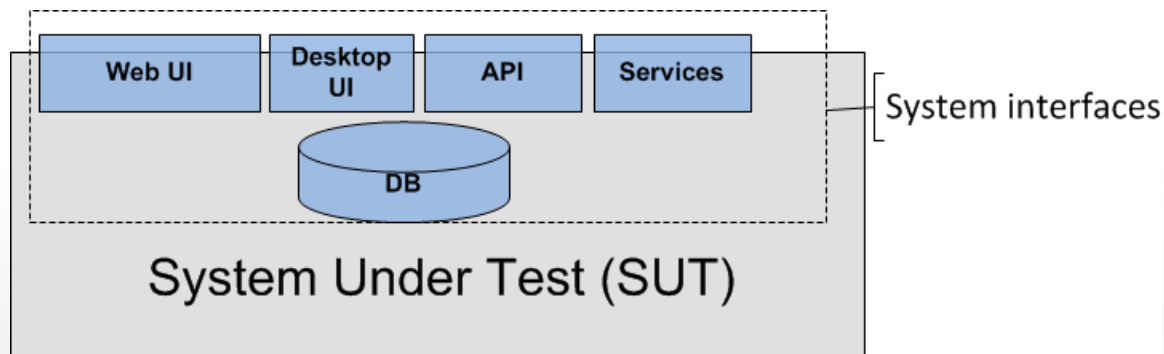 Web UI
Desktop
UI
API
Services
System interfaces
DB
System Under Test (SUT)